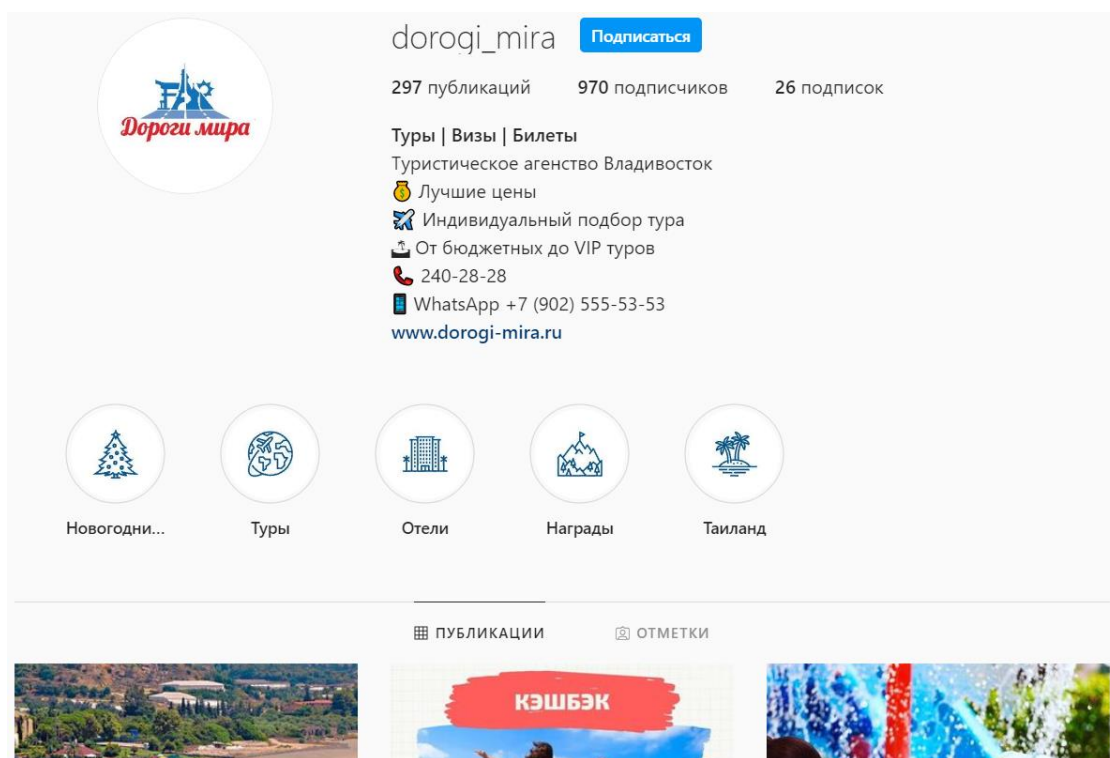 dorogi_mira Подписаться
FAR
Дороги мира
297 публикаций 970 подписчиков 26 подписок
Туры | Визы | Билеты
Туристическое агенство Владивосток
💰 Лучшие цены
✈️ Индивидуальный подбор тура
🏝 От бюджетных до VIP туров
📞 240-28-28
📱 WhatsApp +7 (902) 555-53-53
www.dorogi-mira.ru
Новогодни... Туры Отели Награды Таиланд
ПУБЛИКАЦИИ ОТМЕТКИ
КЭШБЭК